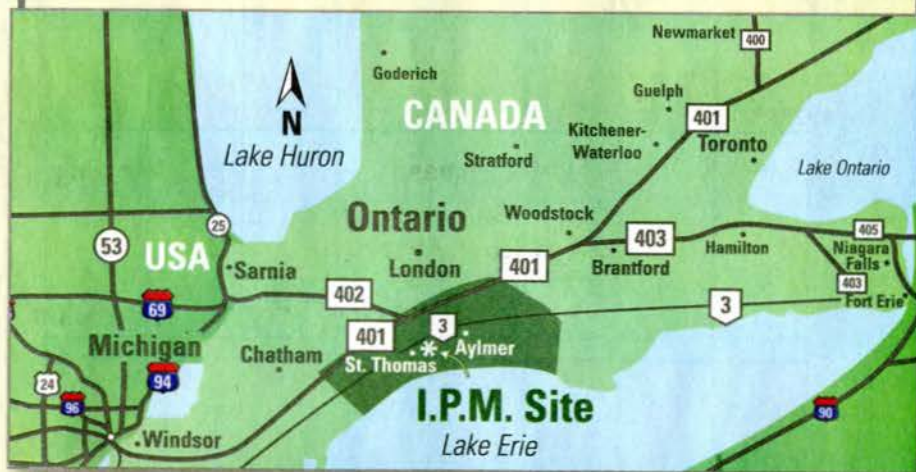 Newmarket
400
Goderich
Guelph
CANADA
401
N
Kitchener-
Waterloo
Toronto
Lake Huron
Stratford
Lake Ontario
Ontario
Woodstock
25
53
USA
403
405
Hamilton
Niagara
Falls
Sarnia
London
401
Brantford
403
402
Fort Erie
69
3
401
3
Michigan
Chatham
St. Thomas
Aylmer
24
94
96
I.P.M. Site
90
Windsor
Lake Erie